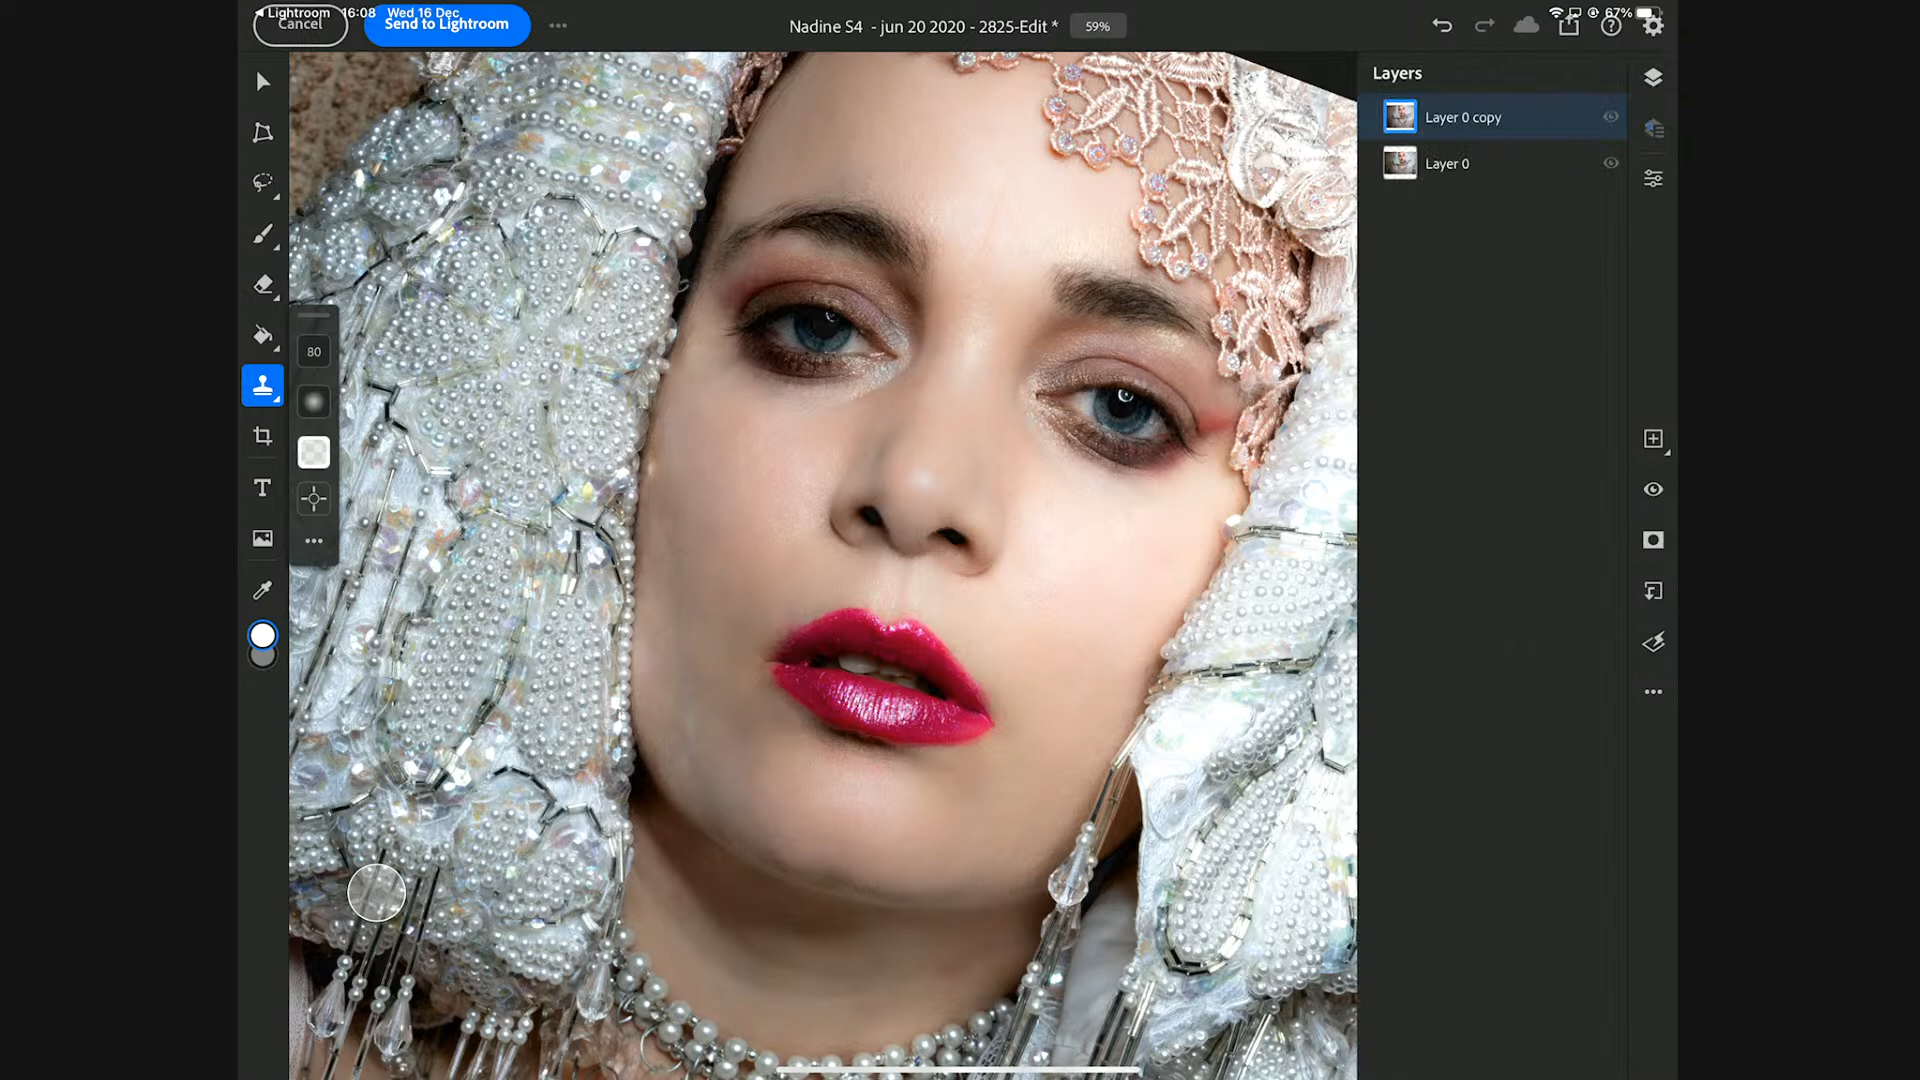 Lightroom 16:08 Wed 16 Dec
67%
Cancel
Send to Lightroom
Nadine S4 - jun 20 2020 - 2825-Edit *
59%
Layers
Layer 0 copy
Layer 0
80
T